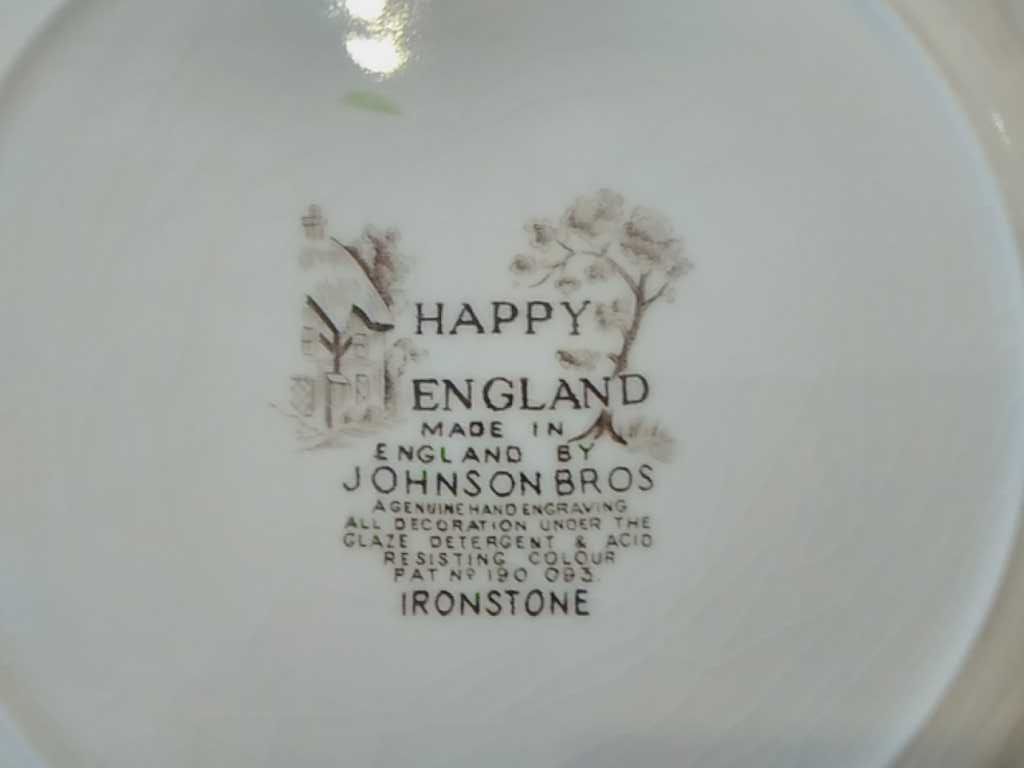 HAPPY
ENGLAND
MADE IN
ENGLAND BY
JOHNSON BROS
A GENUINE HAND ENGRAVING
ALL DECORATION UNDER THE
GLAZE DETERGENT & ACID
RESISTING COLOUR
PAT Nº 190 093.
IRONSTONE